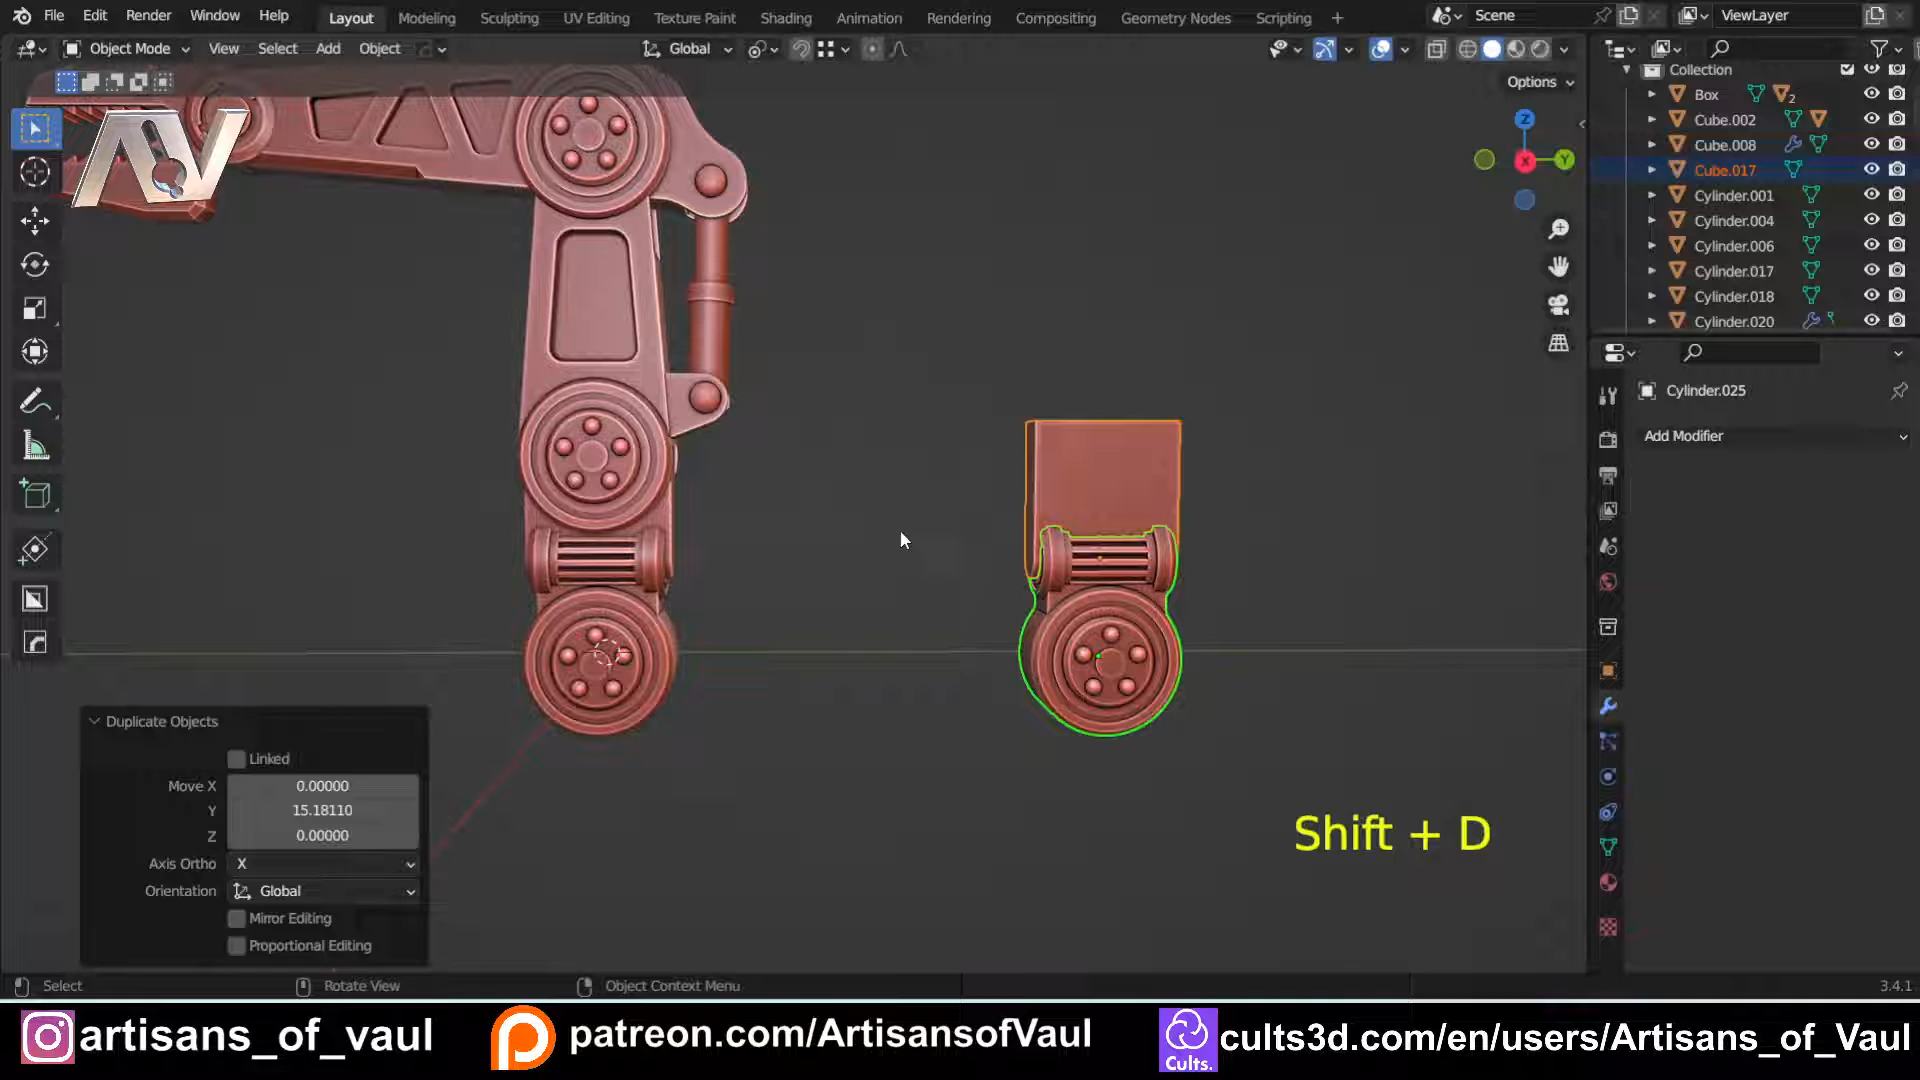 File Edit Render Window Help
Layout Modeling Sculpting UV Editing Texture Paint Shading Animation Rendering Compositing Geometry Nodes Scripting +
Scene ViewLayer
Object Mode View Select Add Object Global
Options
Z
X Y
AV
Collection
Box 2
Cube.002
Cube.008
Cube.017
Cylinder.001
Cylinder.004
Cylinder.006
Cylinder.017
Cylinder.018
Cylinder.020
Cylinder.025
Add Modifier
Duplicate Objects
Linked
Move X 0.00000
Y 15.18110
Z 0.00000
Axis Ortho X
Orientation Global
Mirror Editing
Proportional Editing
Shift + D
Select Rotate View Object Context Menu 3.4.1
artisans_of_vaul patreon.com/ArtisansofVaul Cults. cults3d.com/en/users/Artisans_of_Vaul